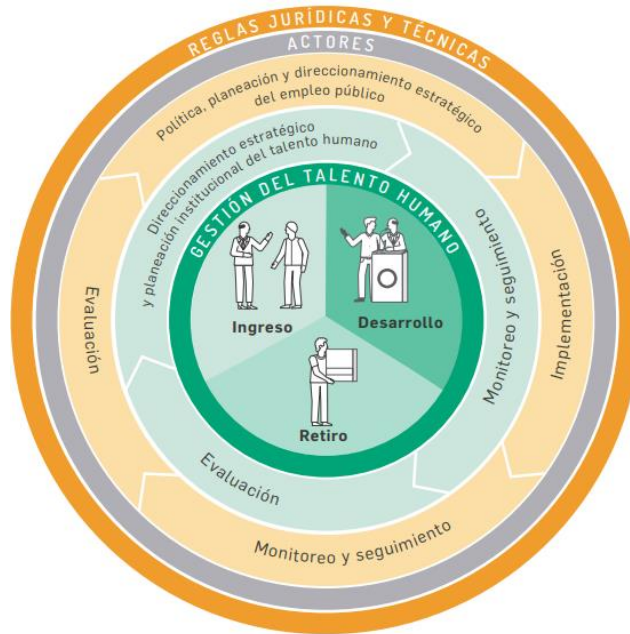 REGLAS JURÍDICAS Y TÉCNICAS
ACTORES
Política, planeación y direccionamiento estratégico
del empleo público
Direccionamiento estratégico
y planeación institucional del talento humano
GESTIÓN DEL TALENTO HUMANO
Ingreso
Desarrollo
Retiro
Monitoreo y seguimiento
Evaluación
Implementación
Monitoreo y seguimiento
Evaluación